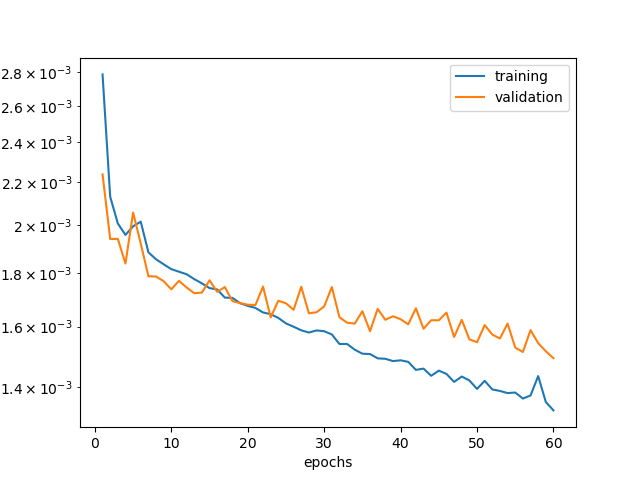 2.8 × 10⁻³
2.6 × 10⁻³
2.4 × 10⁻³
2.2 × 10⁻³
2 × 10⁻³
1.8 × 10⁻³
1.6 × 10⁻³
1.4 × 10⁻³
training
validation
0 10 20 30 40 50 60
epochs